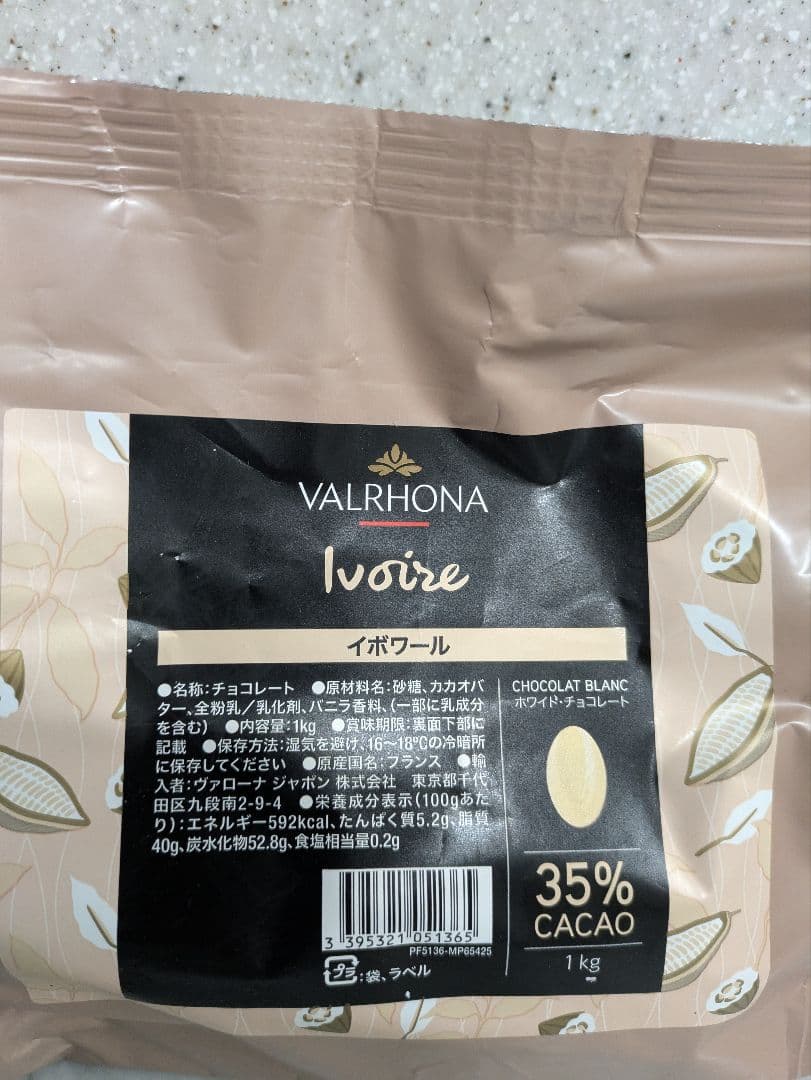 VALRHONA
Ivoire
イボワール
●名称:チョコレート ●原材料名:砂糖、カカオバ
ター、全粉乳/乳化剤、バニラ香料、(一部に乳成分
を含む) ●内容量:1kg ●賞味期限:裏面下部に
記載 ●保存方法:湿気を避け、16~18℃の冷暗所
に保存してください ●原産国名:フランス ●輸
入者:ヴァローナ ジャポン 株式会社 東京都千代
田区九段南2-9-4 ●栄養成分表示(100gあた
り):エネルギー592kcal、たんぱく質5.2g、脂質
40g、炭水化物52.8g、食塩相当量0.2g
CHOCOLAT BLANC
ホワイト・チョコレート
35%
CACAO
1 kg
3 395321 051365
PF5136-MP65425
プラ:袋、ラベル